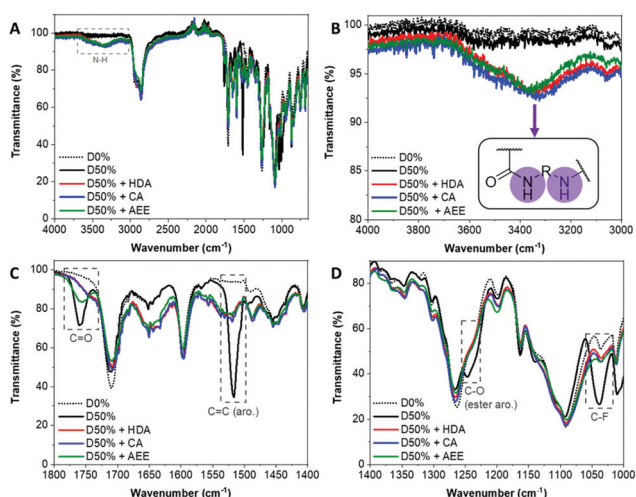 A
N-H
D0%
D50%
D50% + HDA
D50% + CA
D50% + AEE
Transmittance (%)
100
80
60
40
20
0
4000 3500 3000 2500 2000 1500 1000
Wavenumber (cm⁻¹)
B
D0%
D50%
D50% + HDA
D50% + CA
D50% + AEE
O
N
H
R
N
H
Transmittance (%)
100
95
90
85
80
4000 3800 3600 3400 3200 3000
Wavenumber (cm⁻¹)
C
C=O
C=C (aro.)
D0%
D50%
D50% + HDA
D50% + CA
D50% + AEE
Transmittance (%)
100
80
60
40
20
0
1800 1750 1700 1650 1600 1550 1500 1450 1400
Wavenumber (cm⁻¹)
D
C-O
(ester aro.)
C-F
D0%
D50%
D50% + HDA
D50% + CA
D50% + AEE
Transmittance (%)
80
60
40
20
0
1400 1350 1300 1250 1200 1150 1100 1050 1000
Wavenumber (cm⁻¹)